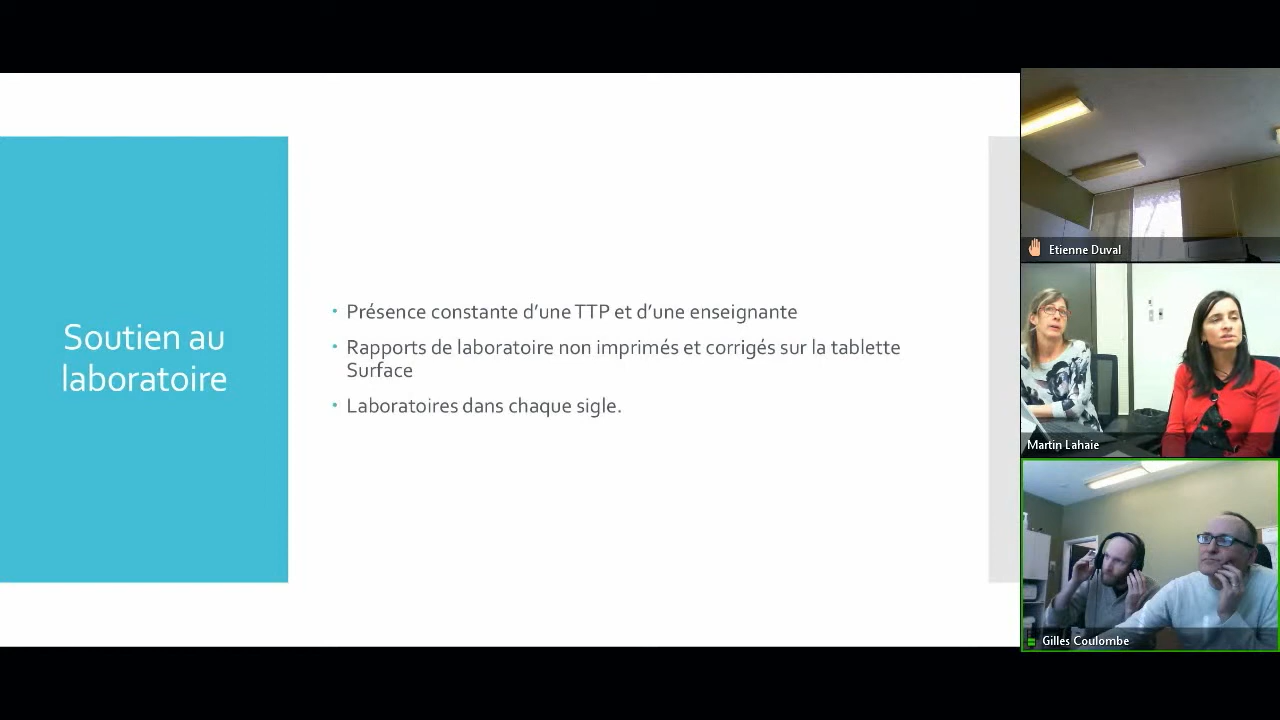 Soutien au
laboratoire
Présence constante d'une TTP et d'une enseignante
Rapports de laboratoire non imprimés et corrigés sur la tablette
Surface
Laboratoires dans chaque sigle.
Etienne Duval
Martin Lahaie
Gilles Coulombe